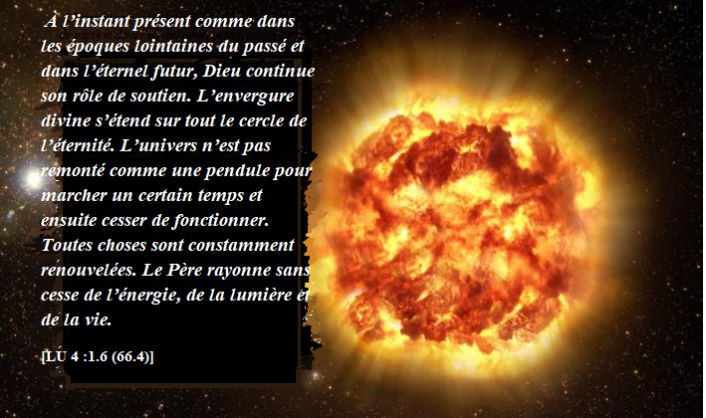 À l’instant présent comme dans
les époques lointaines du passé et
dans l’éternel futur, Dieu continue
son rôle de soutien. L’envergure
divine s’étend sur tout le cercle de
l’éternité. L’univers n’est pas
remonté comme une pendule pour
marcher un certain temps et
ensuite cesser de fonctionner.
Toutes choses sont constamment
renouvelées. Le Père rayonne sans
cesse de l’énergie, de la lumière et
de la vie.
[LU 4 :1.6 (66.4)]